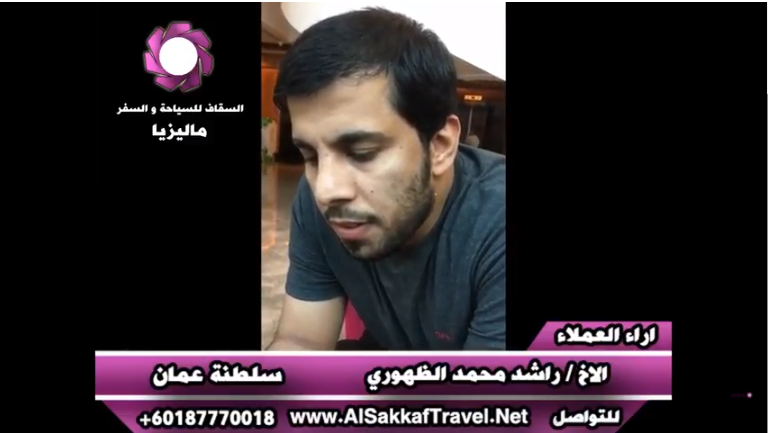 السقاف للسياحة و السفر
ماليزيا
اراء العملاء
الاخ / راشد محمد الظهوري سلطنة عمان
للتواصل www.AlSakkafTravel.Net +60187770018